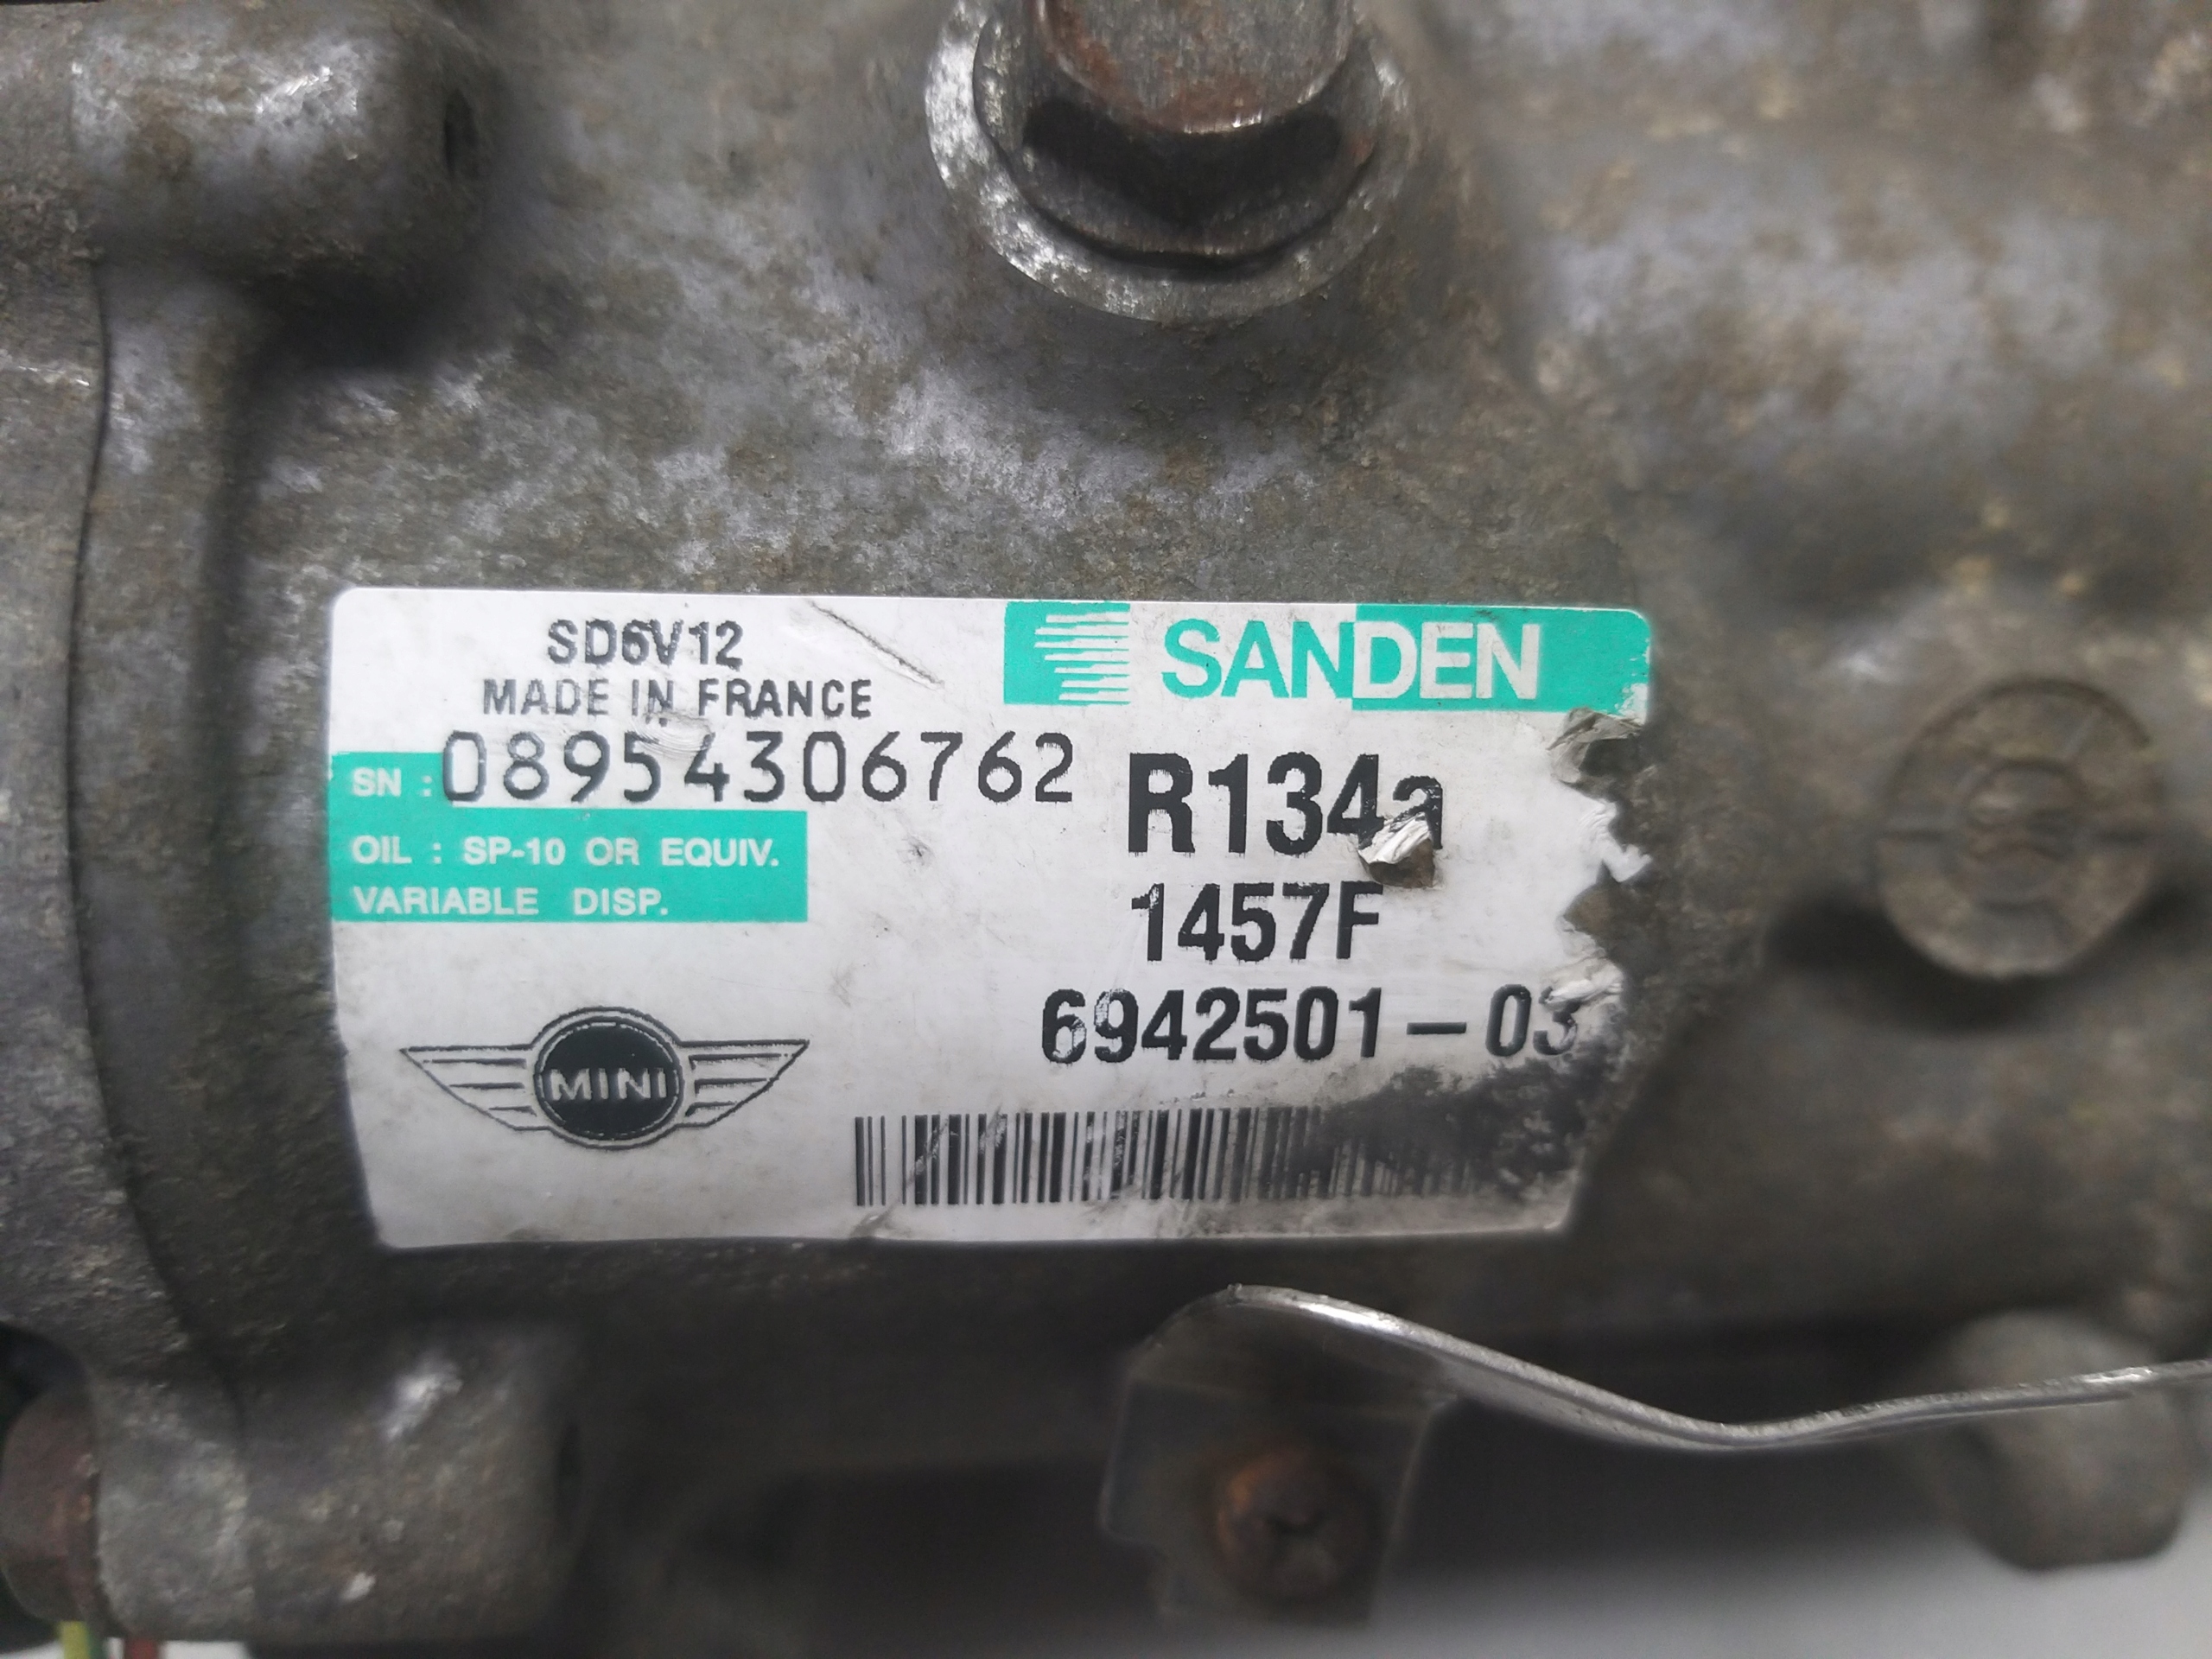 SD6V12
MADE IN FRANCE
SANDEN
SN : 08954306762
R134a
OIL : SP-10 OR EQUIV.
VARIABLE DISP.
1457F
6942501-03
MINI